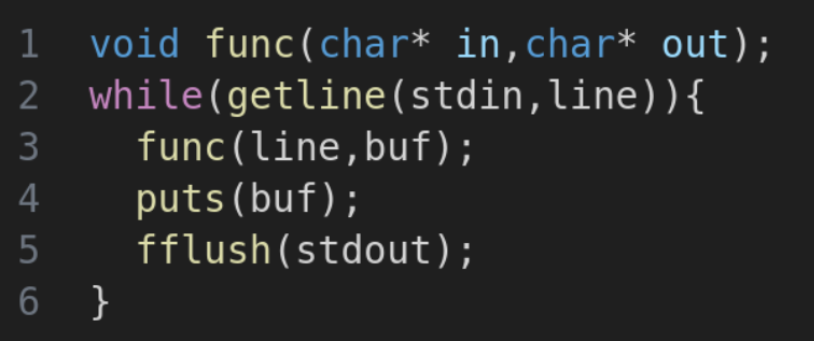 1 void func(char* in,char* out);
2 while(getline(stdin,line)){
3   func(line,buf);
4   puts(buf);
5   fflush(stdout);
6 }